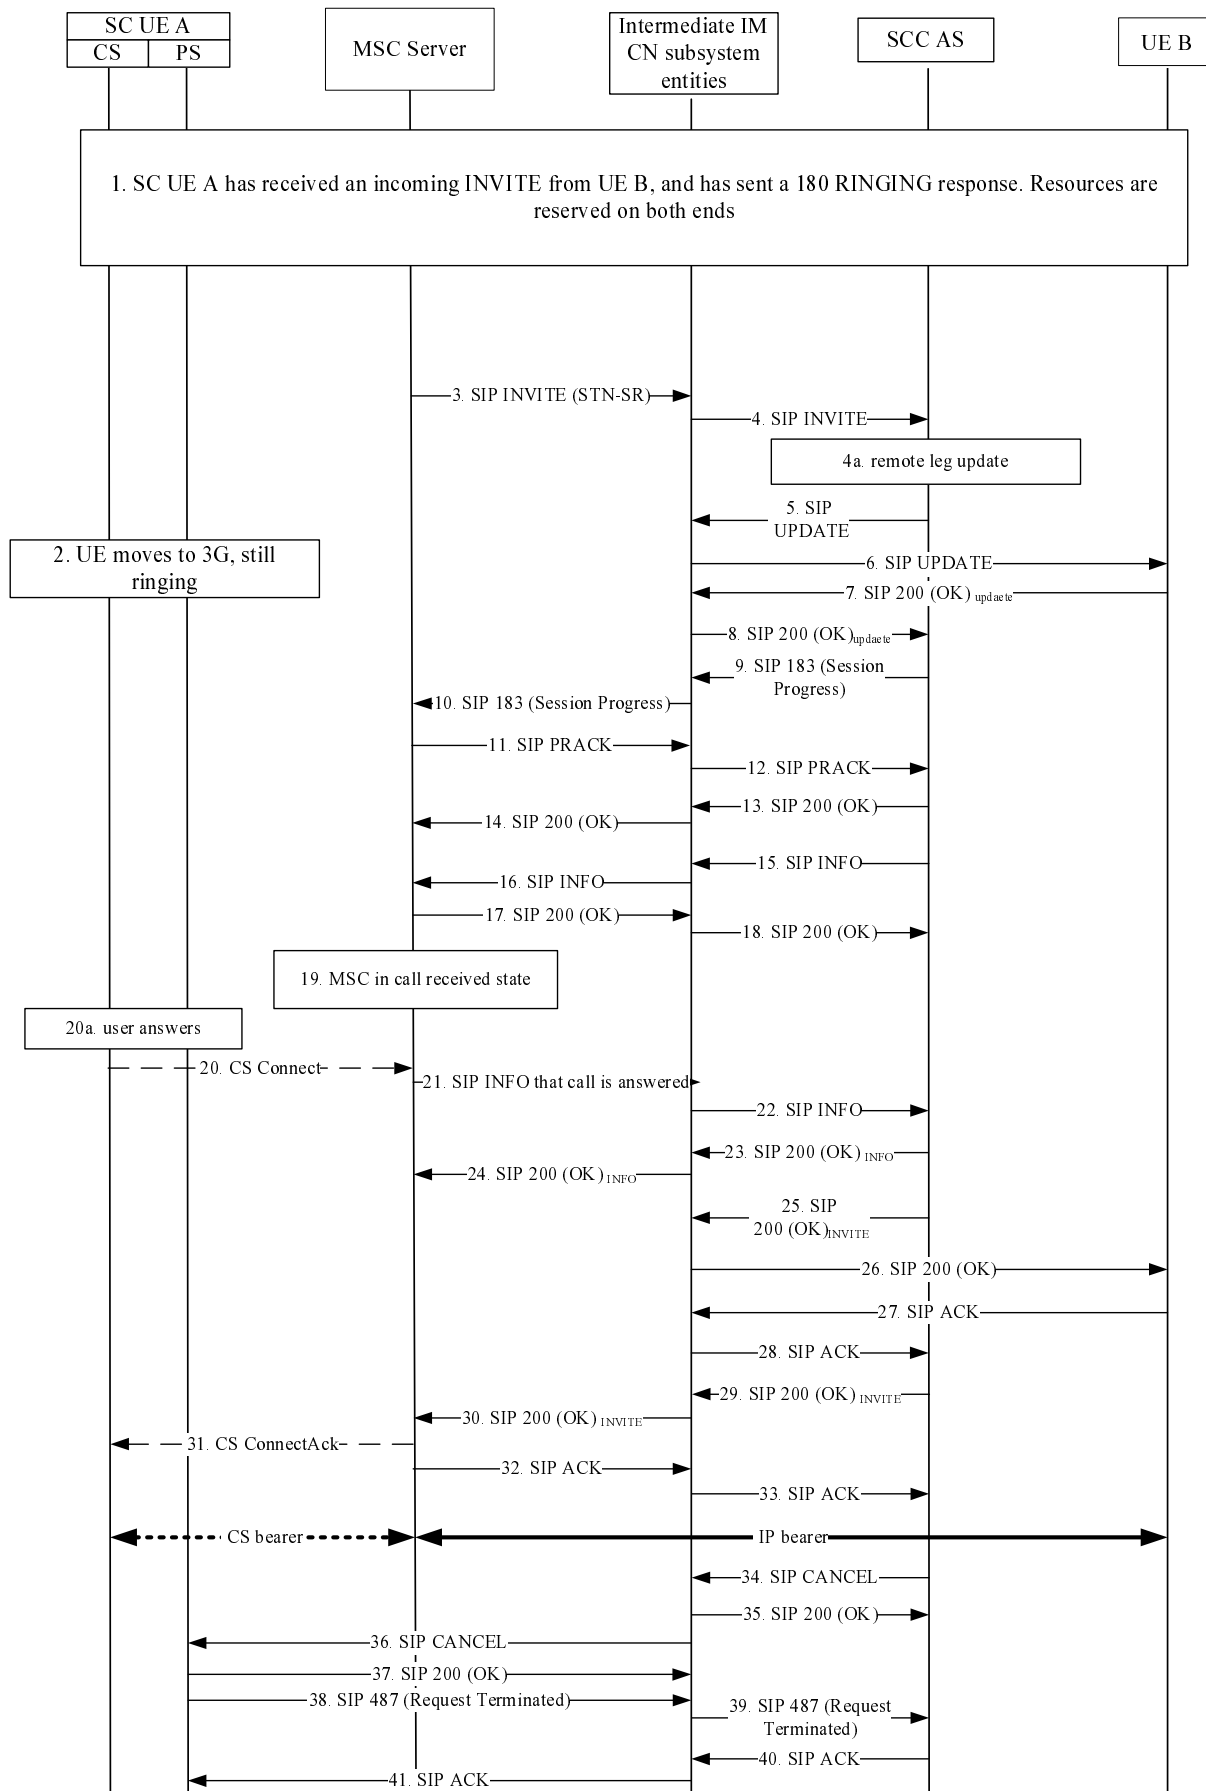 SC UE A
CS
PS
MSC Server
Intermediate IM
CN subsystem
entities
SCC AS
UE B
1. SC UE A has received an incoming INVITE from UE B, and has sent a 180 RINGING response. Resources are
reserved on both ends
3. SIP INVITE (STN-SR)
4. SIP INVITE
4a. remote leg update
5. SIP
UPDATE
2. UE moves to 3G, still
ringing
6. SIP UPDATE
7. SIP 200 (OK) updaete
8. SIP 200 (OK)updaete
9. SIP 183 (Session
Progress)
10. SIP 183 (Session Progress)
11. SIP PRACK
12. SIP PRACK
13. SIP 200 (OK)
14. SIP 200 (OK)
15. SIP INFO
16. SIP INFO
17. SIP 200 (OK)
18. SIP 200 (OK)
19. MSC in call received state
20a. user answers
20. CS Connect
21. SIP INFO that call is answered
22. SIP INFO
23. SIP 200 (OK) INFO
24. SIP 200 (OK) INFO
25. SIP
200 (OK)INVITE
26. SIP 200 (OK)
27. SIP ACK
28. SIP ACK
29. SIP 200 (OK) INVITE
30. SIP 200 (OK) INVITE
31. CS ConnectAck
32. SIP ACK
33. SIP ACK
CS bearer
IP bearer
34. SIP CANCEL
35. SIP 200 (OK)
36. SIP CANCEL
37. SIP 200 (OK)
38. SIP 487 (Request Terminated)
39. SIP 487 (Request
Terminated)
40. SIP ACK
41. SIP ACK